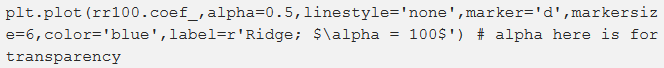 plt.plot(rr100.coef_,alpha=0.5,linestyle='none',marker='d',markersiz
e=6,color='blue',label=r'Ridge; $\alpha = 100$') # alpha here is for
transparency